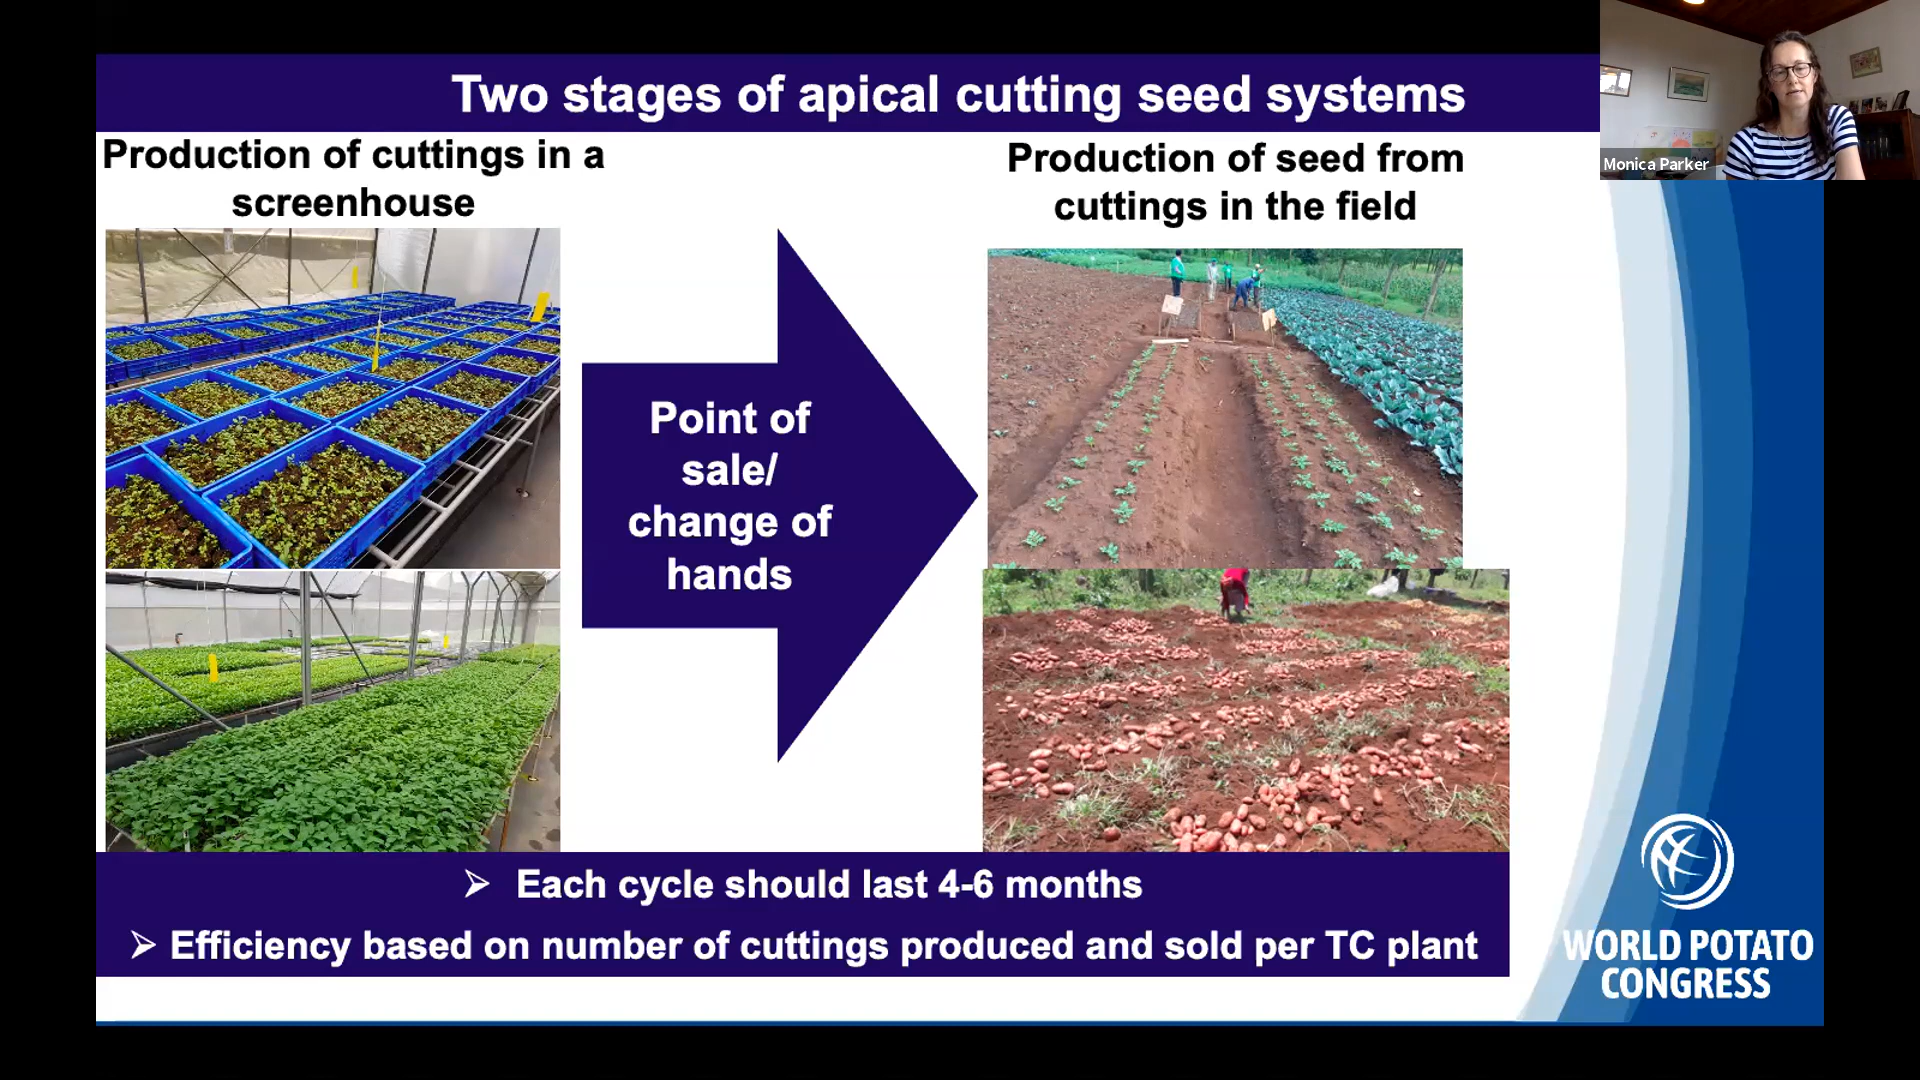 Two stages of apical cutting seed systems
Monica Parker
Production of cuttings in a
screenhouse
Production of seed from
cuttings in the field
Point of
sale/
change of
hands
➢ Each cycle should last 4-6 months
➢ Efficiency based on number of cuttings produced and sold per TC plant
WORLD POTATO
CONGRESS